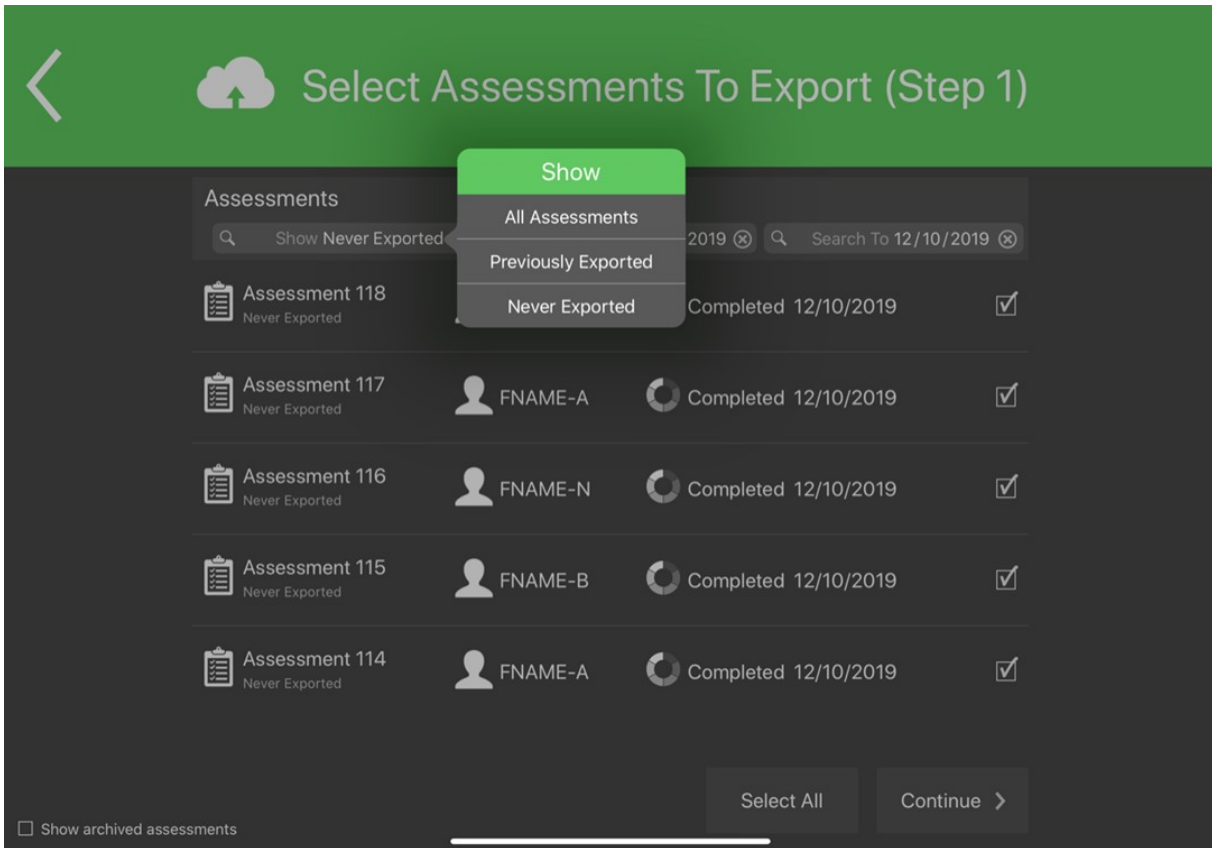 Select Assessments To Export (Step 1)
Show
All Assessments
Previously Exported
Never Exported
Assessments
Show Never Exported
2019
Search To 12/10/2019
Assessment 118
Never Exported
Completed 12/10/2019
Assessment 117
Never Exported
FNAME-A
Completed 12/10/2019
Assessment 116
Never Exported
FNAME-N
Completed 12/10/2019
Assessment 115
Never Exported
FNAME-B
Completed 12/10/2019
Assessment 114
Never Exported
FNAME-A
Completed 12/10/2019
Select All
Continue
Show archived assessments